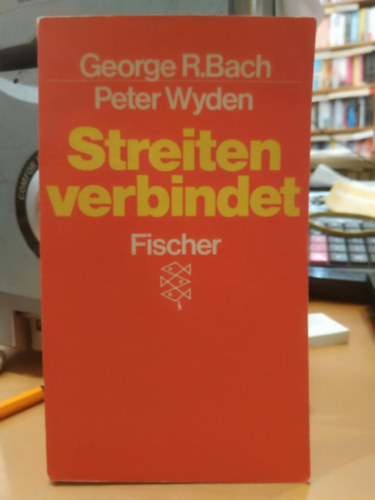 George R.Bach
Peter Wyden
Streiten
verbindet
Fischer